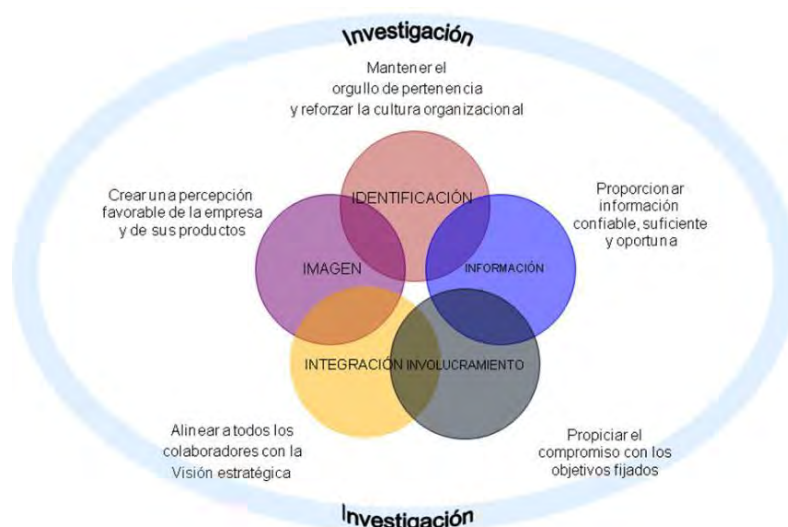 Investigación
Mantener el
orgullo de pertenencia
y reforzar la cultura organizacional
IDENTIFICACIÓN
Crear una percepción
favorable de la empresa
y de sus productos
Proporcionar
información
confiable, suficiente
y oportuna
IMAGEN
INFORMACIÓN
INTEGRACIÓN
INVOLUCRAMIENTO
Alinear a todos los
colaboradores con la
Visión estratégica
Propiciar el
compromiso con los
objetivos fijados
Investigación